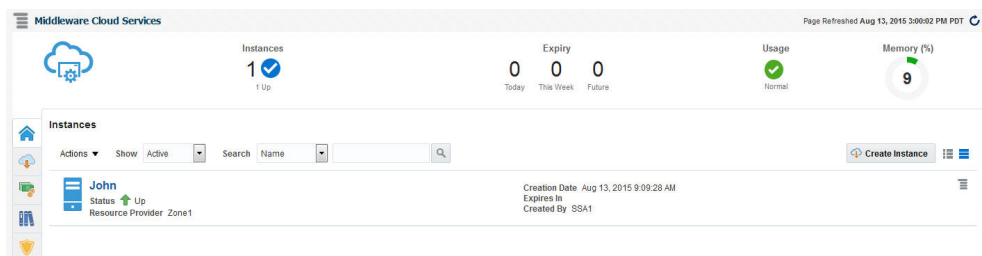 Middleware Cloud Services
Page Refreshed Aug 13, 2015 3:00:02 PM PDT
Instances
1
1 Up
Expiry
0 0 0
Today This Week Future
Usage
Normal
Memory (%)
9
Instances
Actions Show Active Search Name
Create Instance
John
Status Up
Resource Provider Zone1
Creation Date Aug 13, 2015 9:09:28 AM
Expires In
Created By SSA1